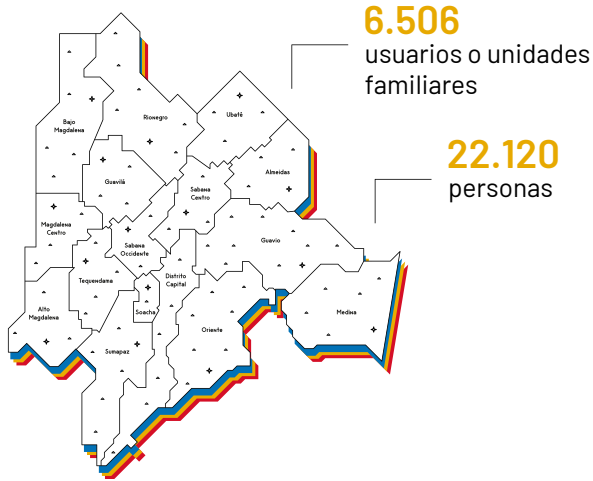 6.506
usuarios o unidades
familiares
22.120
personas
Bajo
Magdalena
Rionegro
Ubaté
Almeidas
Guavilá
Sabana
Centro
Magdalena
Centro
Sabana
Occidente
Guavio
Distrito
Capital
Tequendama
Alto
Magdalena
Soacha
Oriente
Medina
Sumapaz